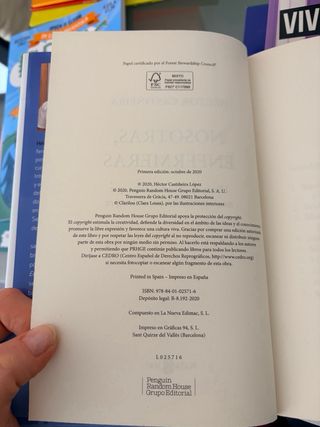 VIV
Papel certificado por el Forest Stewardship Council®
MIXTO
FSC
NOSOTRAS,
ENFERMERAS
Primera edición: octubre de 2020
© 2020, Héctor Castiñeira López
© 2020, Penguin Random House Grupo Editorial, S. A. U.
Travessera de Gràcia, 47-49. 08021 Barcelona
© Clarilou (Clara Lousa), por las ilustraciones interiores
Penguin Random House Grupo Editorial apoya la protección del copyright.
El copyright estimula la creatividad, defiende la diversidad en el ámbito de las ideas y el conocimiento,
promueve la libre expresión y favorece una cultura viva. Gracias por comprar una edición autorizada
de este libro y por respetar las leyes del copyright al no reproducir, escanear ni distribuir ninguna
parte de esta obra por ningún medio sin permiso. Al hacerlo está respaldando a los autores
y permitiendo que PRHGE continúe publicando libros para todos los lectores.
Diríjase a CEDRO (Centro Español de Derechos Reprográficos, http://www.cedro.org)
si necesita fotocopiar o escanear algún fragmento de esta obra.
Printed in Spain – Impreso en España
ISBN: 978-84-01-02571-6
Depósito legal: B-8.192-2020
Compuesto en La Nueva Edimac, S. L.
Impreso en Gráficas 94, S. L.
Sant Quirze del Vallès (Barcelona)
L025716
Penguin
Random House
Grupo Editorial